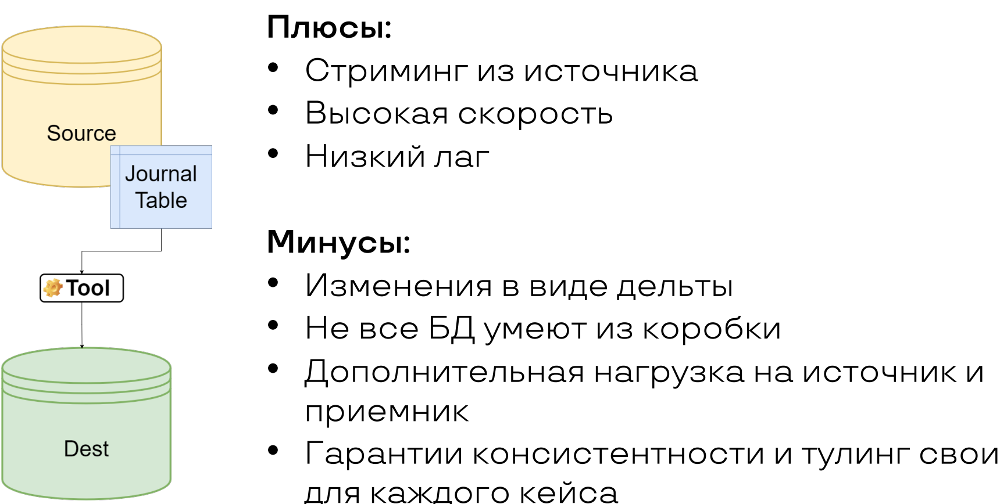 Source
Journal
Table
Tool
Dest
Плюсы:
• Стриминг из источника
• Высокая скорость
• Низкий лаг
Минусы:
• Изменения в виде дельты
• Не все БД умеют из коробки
• Дополнительная нагрузка на источник и
приемник
• Гарантии консистентности и тулинг свои
для каждого кейса